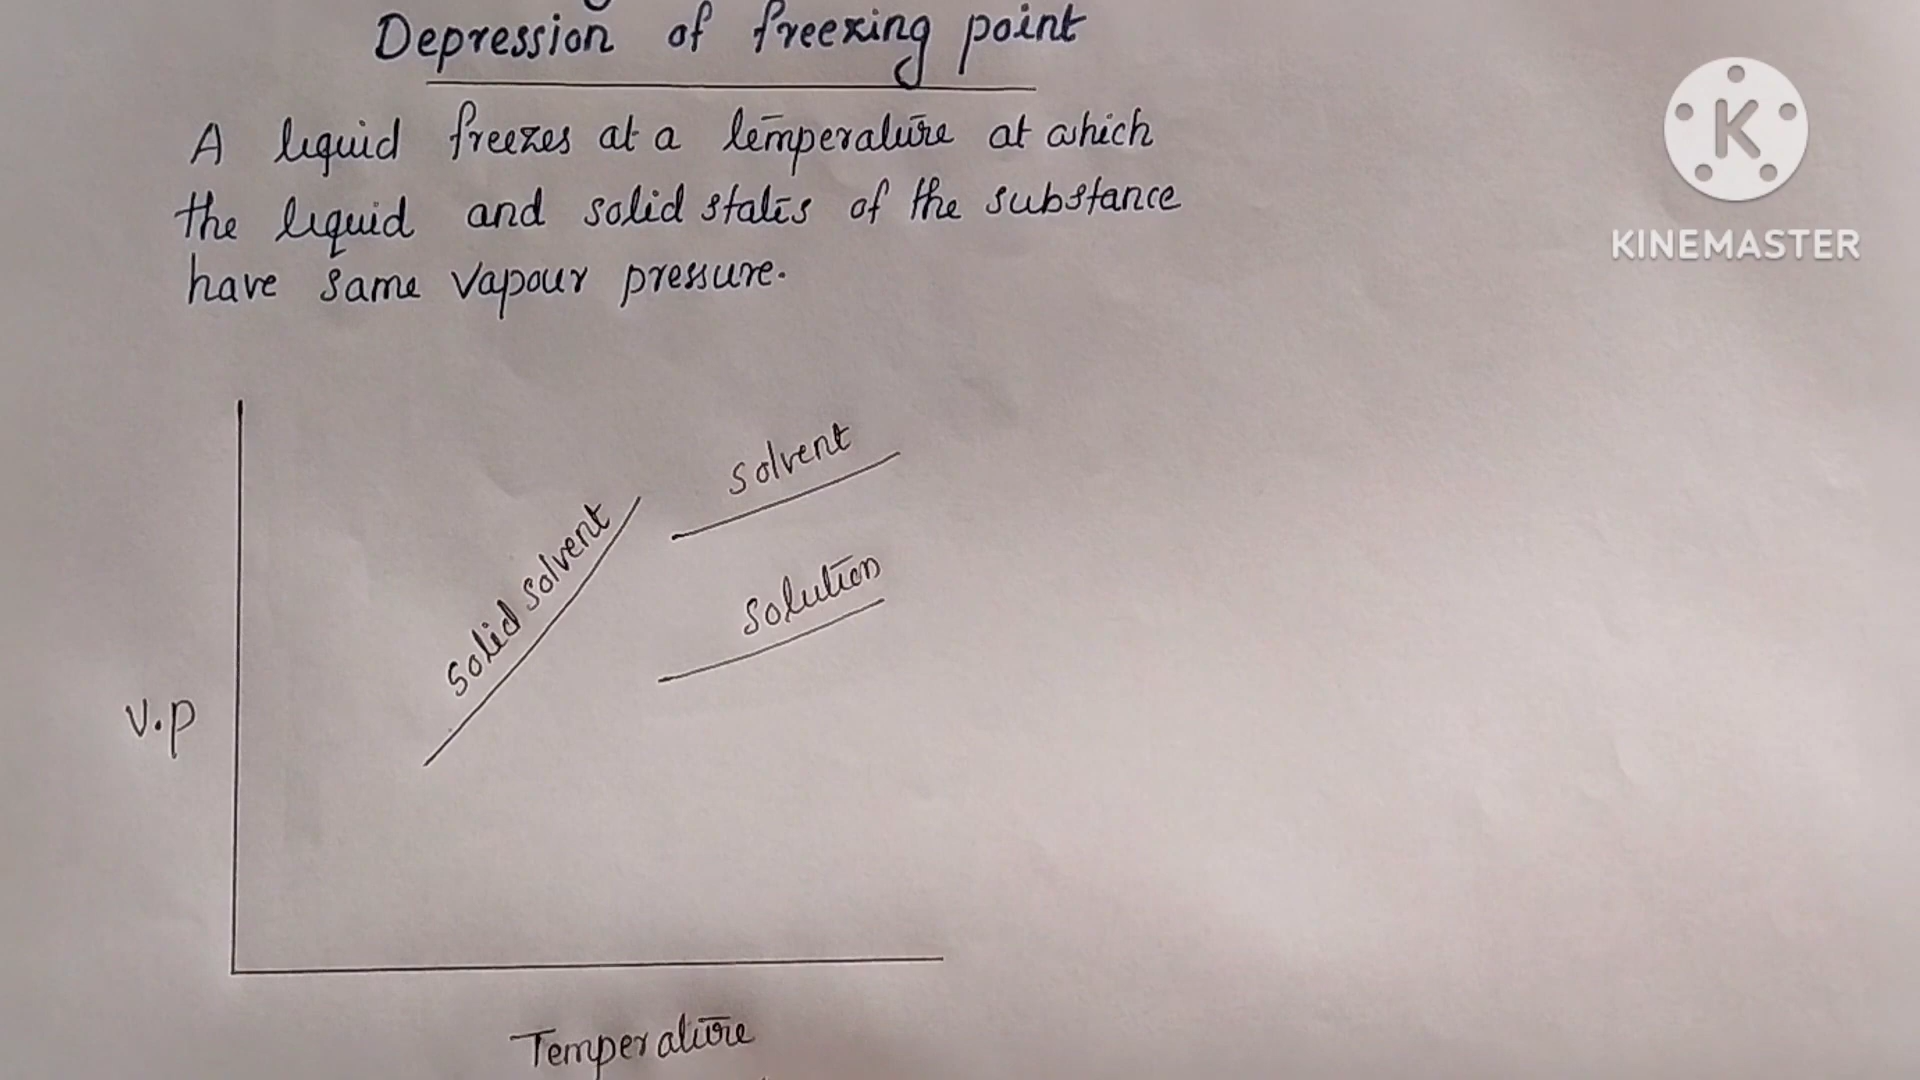 Depression of freezing point
A liquid freezes at a temperature at which
the liquid and solid states of the substance
have same vapour pressure.
K
KINEMASTER
solvent
solid solvent
solution
V.p
Temperature